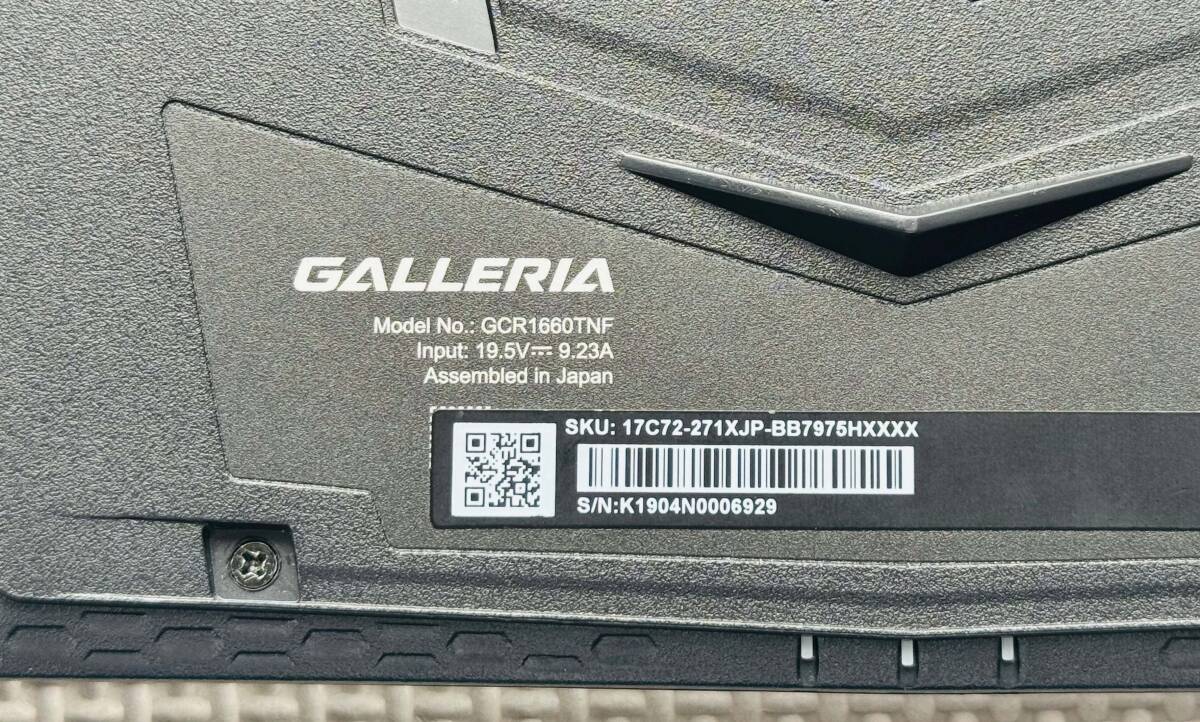 GALLERIA
Model No.: GCR1660TNF
Input: 19.5V⎓ 9.23A
Assembled in Japan
SKU: 17C72-271XJP-BB7975HXXXX
S/N:K1904N0006929